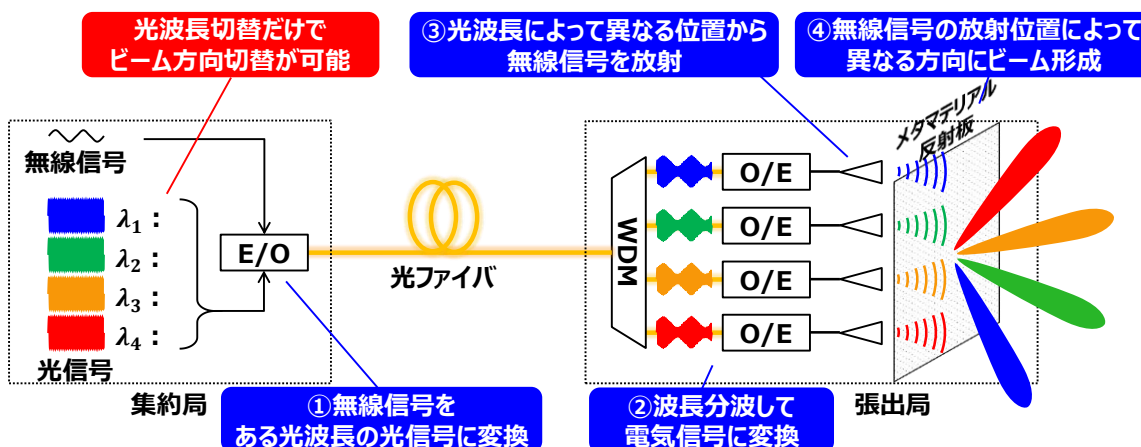 光波長切替だけで
ビーム方向切替が可能
③光波長によって異なる位置から
無線信号を放射
④無線信号の放射位置によって
異なる方向にビーム形成
無線信号
λ1 :
λ2 :
λ3 :
λ4 :
光信号
E/O
集約局
①無線信号を
ある光波長の光信号に変換
光ファイバ
WDM
O/E
O/E
O/E
O/E
メタマテリアル
反射板
②波長分波して
電気信号に変換
張出局